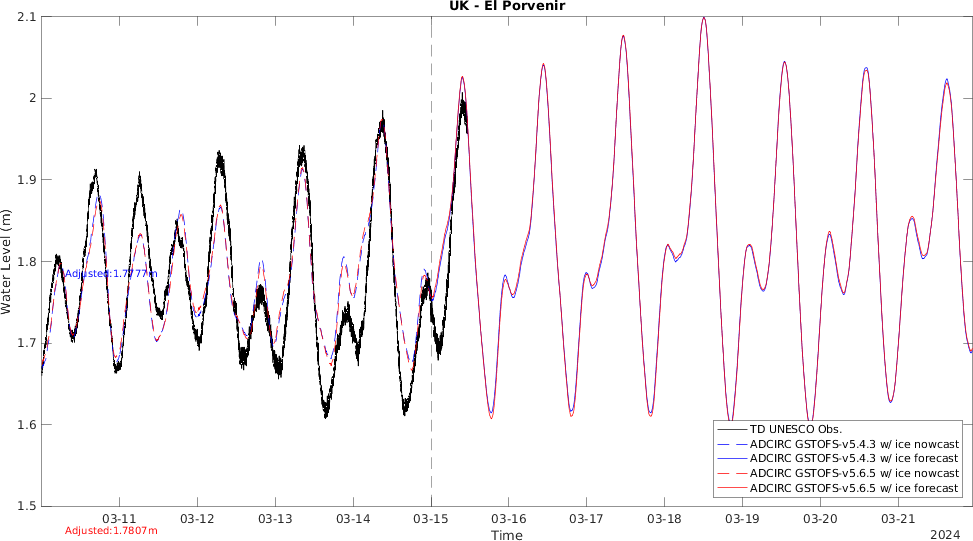 UK - El Porvenir
2.1
2
1.9
1.8
1.7
1.6
1.5
Water Level (m)
Adjusted:1.7777m
TD UNESCO Obs.
ADCIRC GSTOFS-v5.4.3 w/ ice nowcast
ADCIRC GSTOFS-v5.4.3 w/ ice forecast
ADCIRC GSTOFS-v5.6.5 w/ ice nowcast
ADCIRC GSTOFS-v5.6.5 w/ ice forecast
03-11 03-12 03-13 03-14 03-15 03-16 03-17 03-18 03-19 03-20 03-21
Adjusted:1.7807m
Time
2024